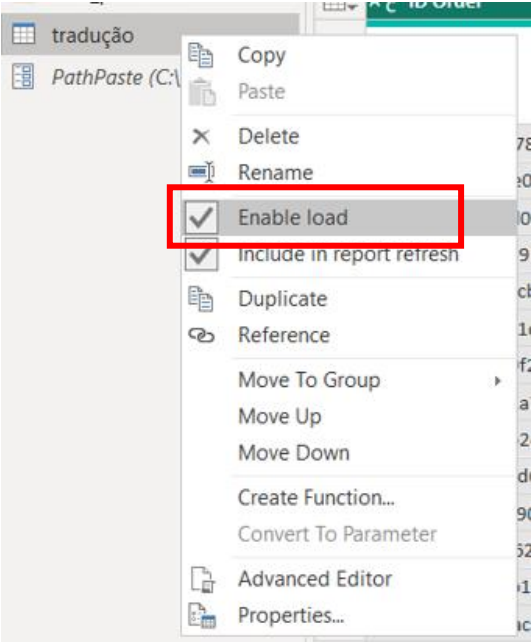 ID Order
tradução
PathPaste (C:\
Copy
Paste
Delete
Rename
Enable load
Include in report refresh
Duplicate
Reference
Move To Group
Move Up
Move Down
Create Function...
Convert To Parameter
Advanced Editor
Properties...